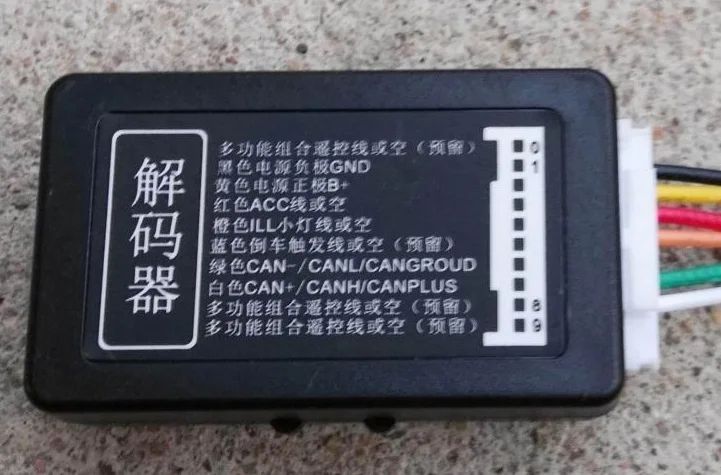 解码器
多功能组合遥控线或空（预留）
黑色电源负极GND
黄色电源正极B+
红色ACC线或空
橙色ILL小灯线或空
蓝色倒车触发线或空（预留）
绿色CAN-/CANL/CANGROUD
白色CAN+/CANH/CANPLUS
多功能组合遥控线或空（预留）
多功能组合遥控线或空（预留）
0
1
8
9